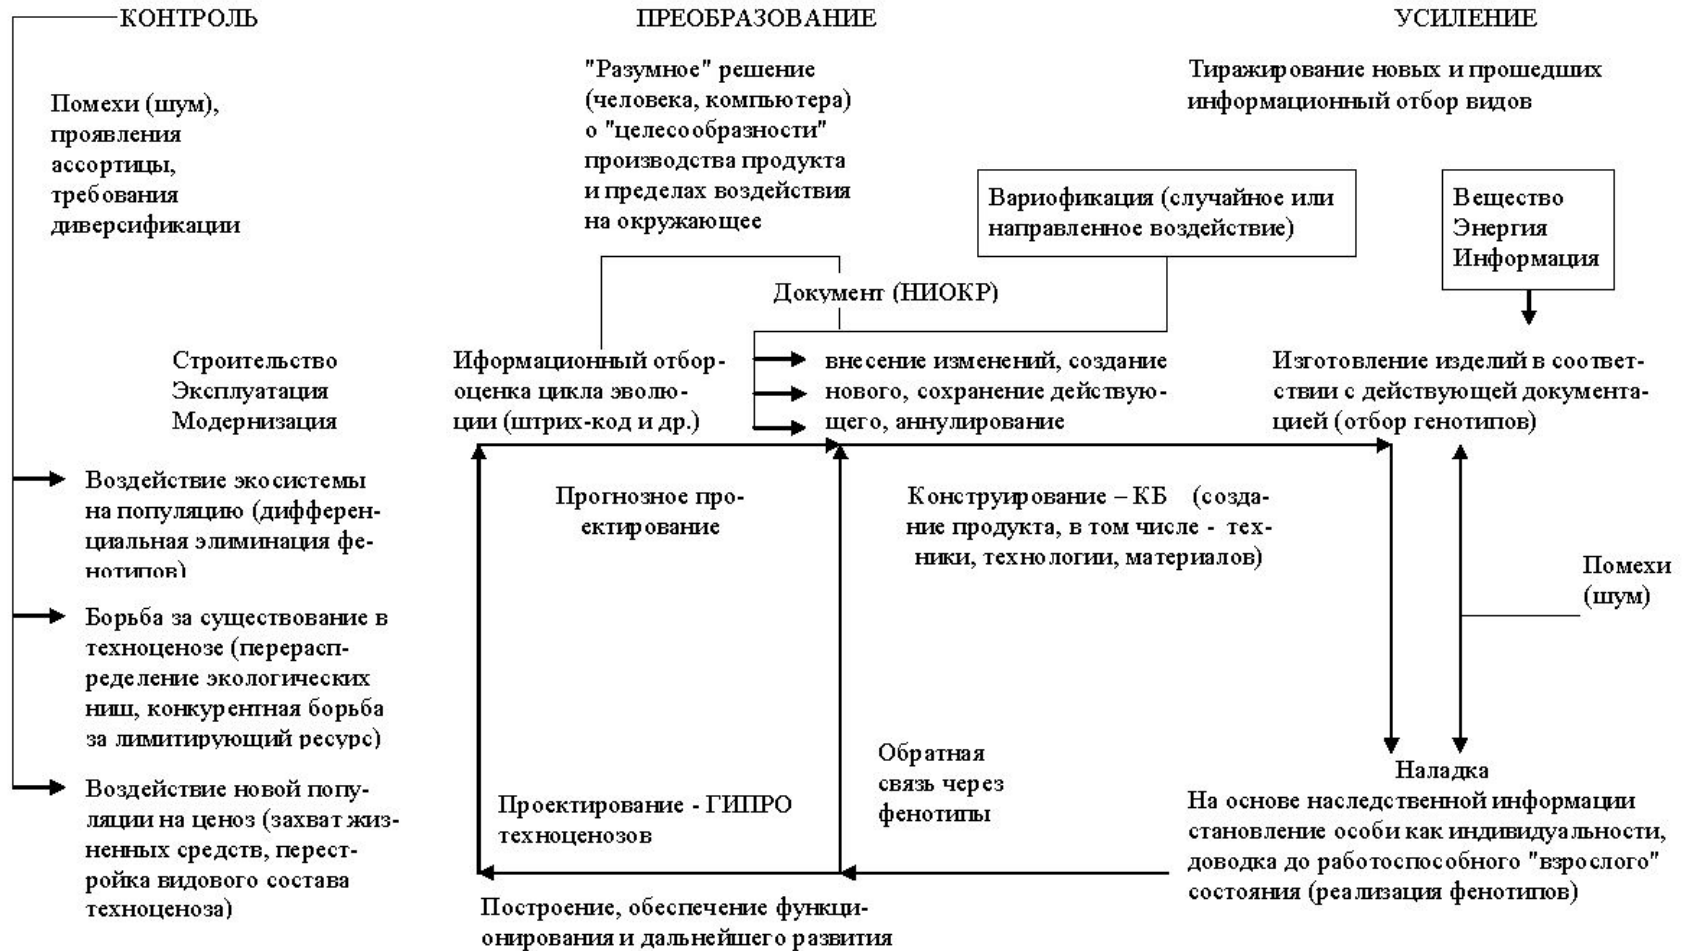 КОНТРОЛЬ
ПРЕОБРАЗОВАНИЕ
УСИЛЕНИЕ
Помехи (шум),
проявления
ассортицы,
требования
диверсификации
"Разумное" решение
(человека, компьютера)
о "целесообразности"
производства продукта
и пределах воздействия
на окружающее
Тиражирование новых и прошедших
информационный отбор видов
Вариофикация (случайное или
направленное воздействие)
Вещество
Энергия
Информация
Документ (НИОКР)
Строительство
Эксплуатация
Модернизация
Иформационный отбор-
оценка цикла эволю-
ции (штрих-код и др.)
внесение изменений, создание
нового, сохранение действую-
щего, аннулирование
Изготовление изделий в соответ-
ствии с действующей документа-
цией (отбор генотипов)
Воздействие экосистемы
на популяцию (дифферен-
циальная элиминация фе-
нотипов)
Прогнозное про-
ектирование
Конструирование – КБ (созда-
ние продукта, в том числе - тех-
ники, технологии, материалов)
Помехи
(шум)
Борьба за существование в
техноценозе (перерасп-
ределение экологических
ниш, конкурентная борьба
за лимитирующий ресурс)
Обратная
связь через
фенотипы
Воздействие новой попу-
ляции на ценоз (захват жиз-
ненных средств, перест-
ройка видового состава
техноценоза)
Проектирование - ГИПРО
техноценозов
Наладка
На основе наследственной информации
становление особи как индивидуальности,
доводка до работоспособного "взрослого"
состояния (реализация фенотипов)
Построение, обеспечение функци-
онирования и дальнейшего развития